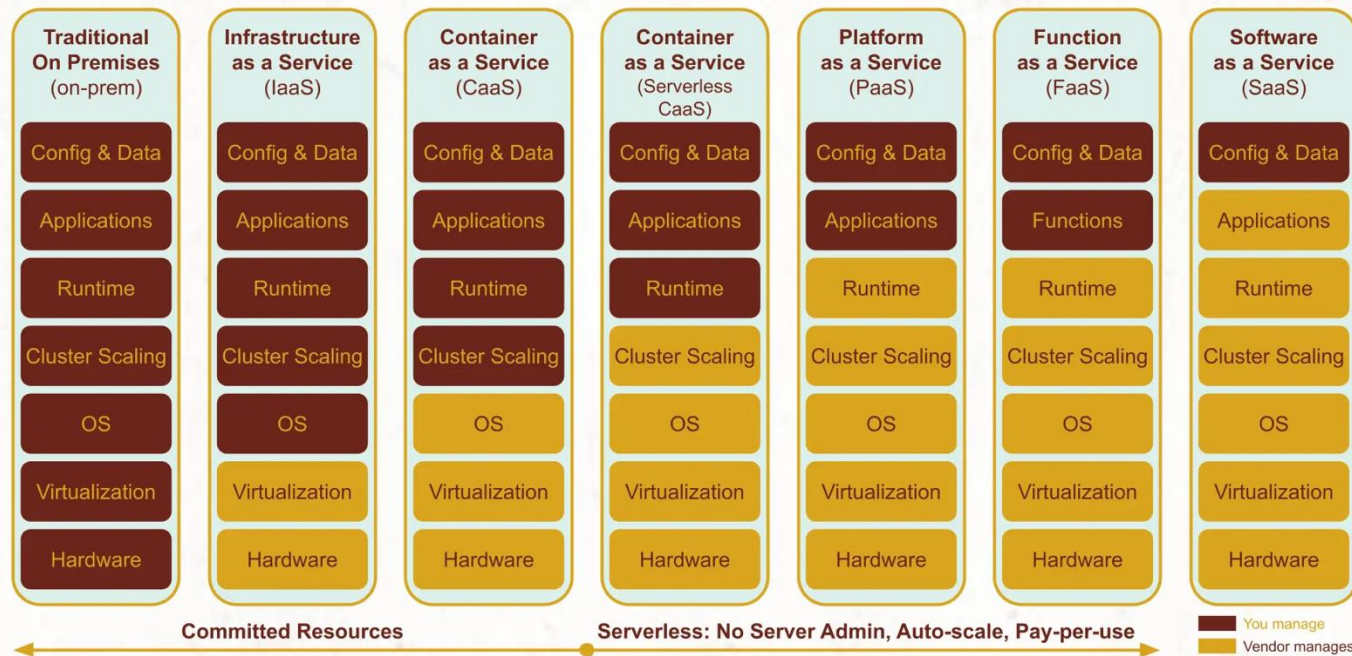 Traditional
On Premises
(on-prem)
Config & Data
Applications
Runtime
Cluster Scaling
OS
Virtualization
Hardware
Infrastructure
as a Service
(IaaS)
Config & Data
Applications
Runtime
Cluster Scaling
OS
Virtualization
Hardware
Container
as a Service
(CaaS)
Config & Data
Applications
Runtime
Cluster Scaling
OS
Virtualization
Hardware
Container
as a Service
(Serverless
CaaS)
Config & Data
Applications
Runtime
Cluster Scaling
OS
Virtualization
Hardware
Platform
as a Service
(PaaS)
Config & Data
Applications
Runtime
Cluster Scaling
OS
Virtualization
Hardware
Function
as a Service
(FaaS)
Config & Data
Functions
Runtime
Cluster Scaling
OS
Virtualization
Hardware
Software
as a Service
(SaaS)
Config & Data
Applications
Runtime
Cluster Scaling
OS
Virtualization
Hardware
Committed Resources
Serverless: No Server Admin, Auto-scale, Pay-per-use
You manage
Vendor manages